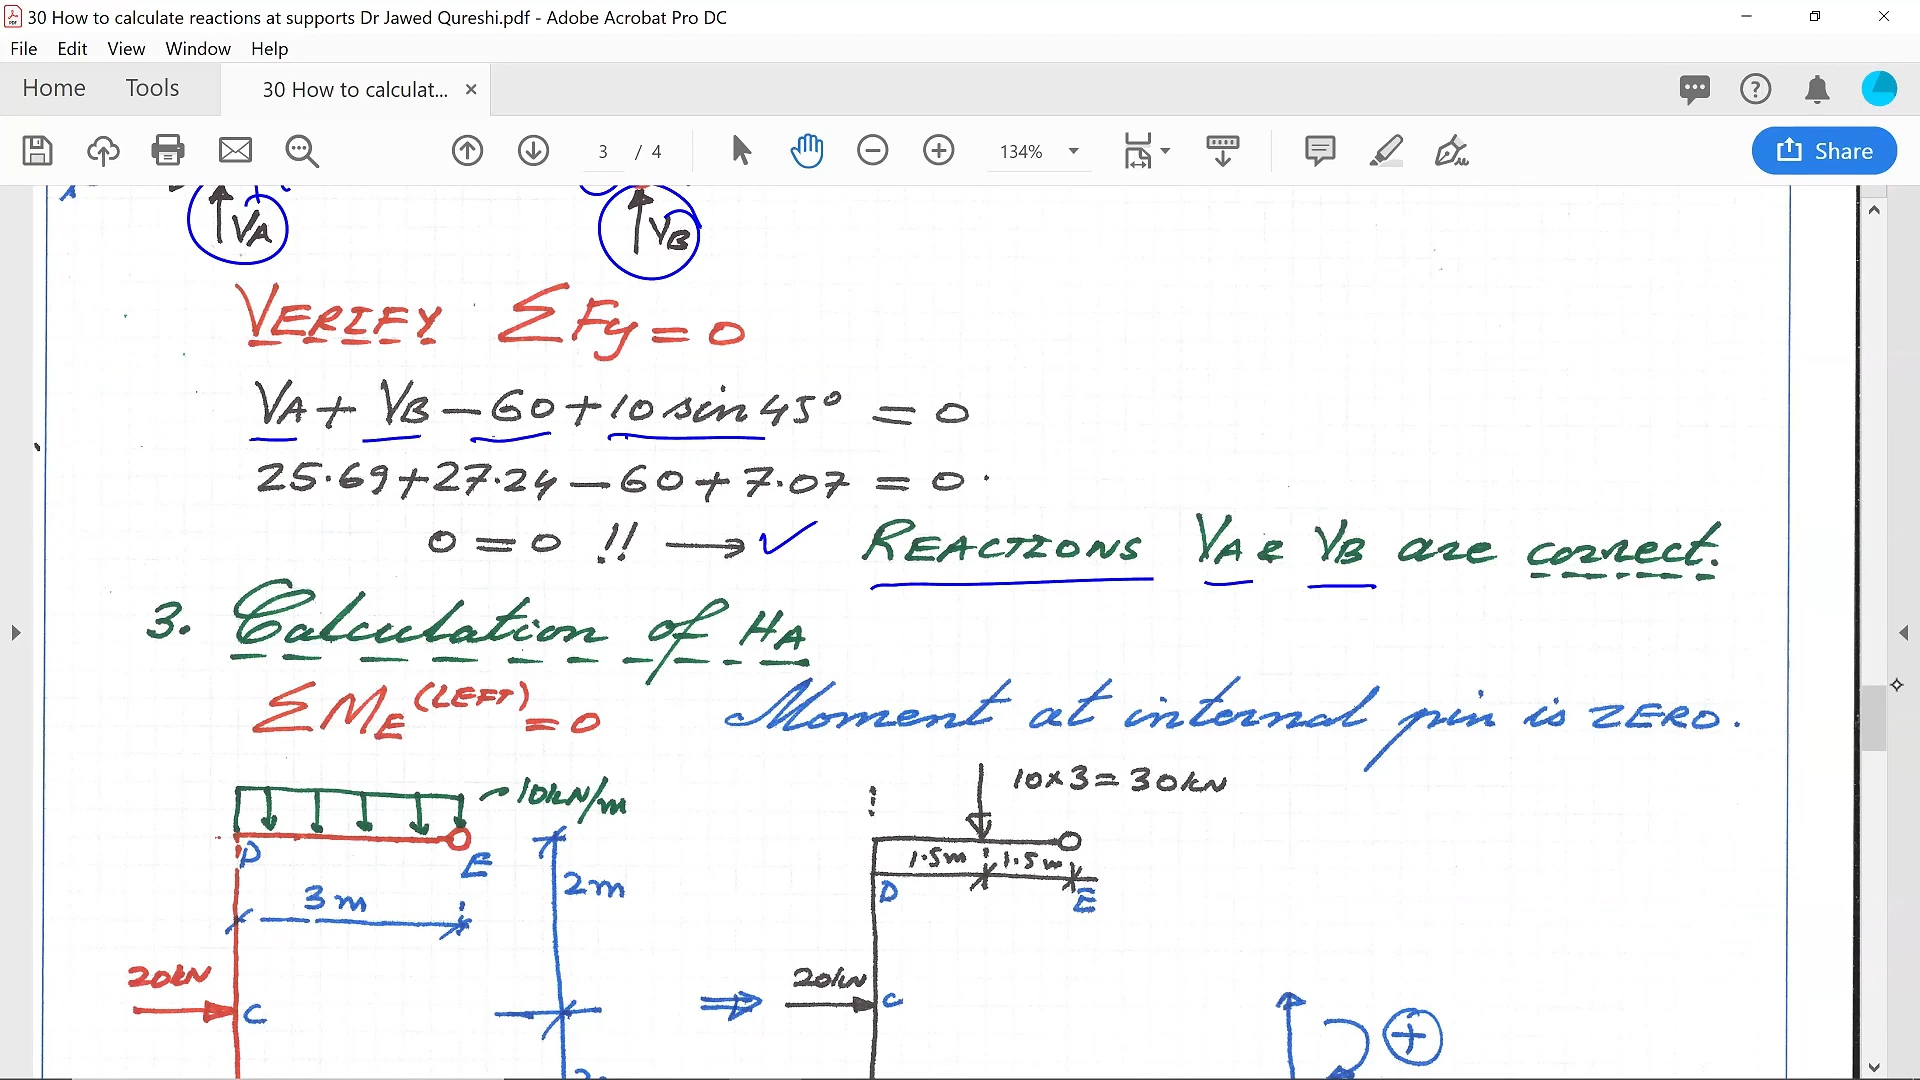 30 How to calculate reactions at supports Dr Jawed Qureshi.pdf - Adobe Acrobat Pro DC
File Edit View Window Help
Home Tools 30 How to calculat... ×
3 / 4 134% Share
A VA VB
VERIFY ΣFy = 0
VA + VB - 60 + 10 sin 45° = 0
25.69 + 27.24 - 60 + 7.07 = 0
0 = 0 !! → ✓ REACTIONS VA & VB are correct.
3. Calculation of HA
ΣME (LEFT) = 0 Moment at internal pin is ZERO.
10kN/m 10×3=30kN
D E 2m 1.5m 1.5m
3m D E
20kN 20kN
C C +